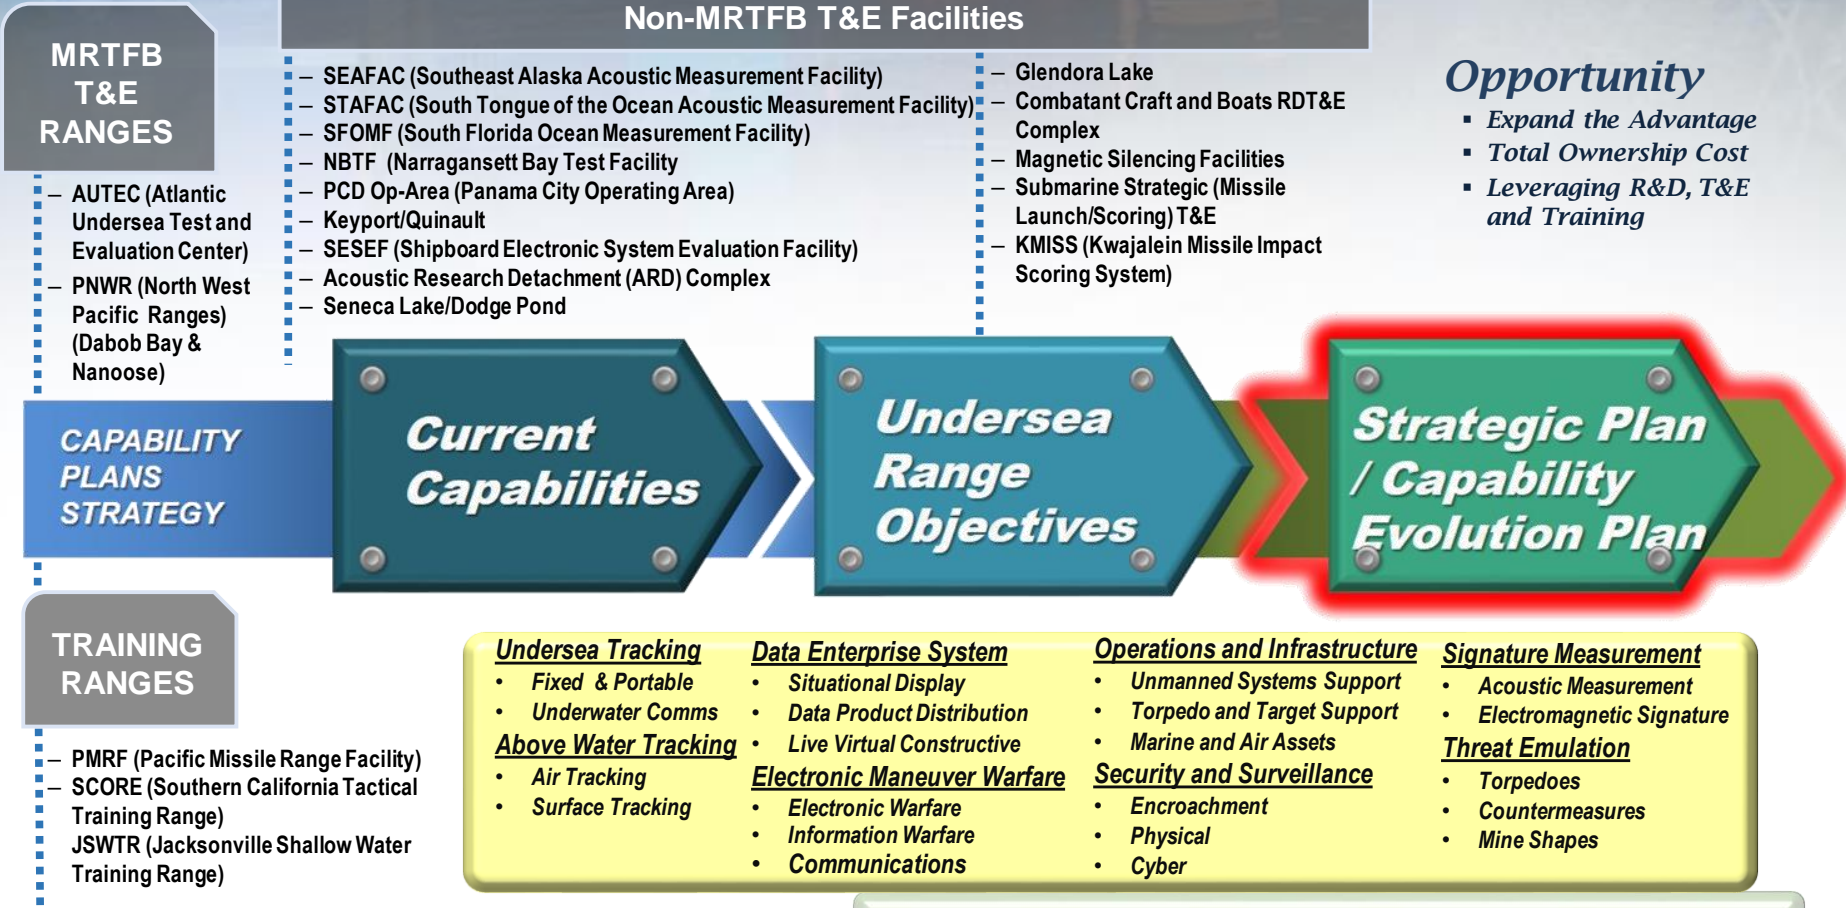 MRTFB
T&E
RANGES
– AUTEC (Atlantic
Undersea Test and
Evaluation Center)
– PNWR (North West
Pacific Ranges)
(Dabob Bay &
Nanoose)
Non-MRTFB T&E Facilities
– SEAFAC (Southeast Alaska Acoustic Measurement Facility)
– STAFAC (South Tongue of the Ocean Acoustic Measurement Facility)
– SFOMF (South Florida Ocean Measurement Facility)
– NBTF (Narragansett Bay Test Facility
– PCD Op-Area (Panama City Operating Area)
– Keyport/Quinault
– SESEF (Shipboard Electronic System Evaluation Facility)
– Acoustic Research Detachment (ARD) Complex
– Seneca Lake/Dodge Pond
– Glendora Lake
– Combatant Craft and Boats RDT&E
Complex
– Magnetic Silencing Facilities
– Submarine Strategic (Missile
Launch/Scoring) T&E
– KMISS (Kwajalein Missile Impact
Scoring System)
Opportunity
▪ Expand the Advantage
▪ Total Ownership Cost
▪ Leveraging R&D, T&E
and Training
CAPABILITY
PLANS
STRATEGY
Current
Capabilities
Undersea
Range
Objectives
Strategic Plan
/ Capability
Evolution Plan
TRAINING
RANGES
– PMRF (Pacific Missile Range Facility)
– SCORE (Southern California Tactical
Training Range)
JSWTR (Jacksonville Shallow Water
Training Range)
Undersea Tracking
• Fixed & Portable
• Underwater Comms
Above Water Tracking
• Air Tracking
• Surface Tracking
Data Enterprise System
• Situational Display
• Data Product Distribution
• Live Virtual Constructive
Electronic Maneuver Warfare
• Electronic Warfare
• Information Warfare
• Communications
Operations and Infrastructure
• Unmanned Systems Support
• Torpedo and Target Support
• Marine and Air Assets
Security and Surveillance
• Encroachment
• Physical
• Cyber
Signature Measurement
• Acoustic Measurement
• Electromagnetic Signature
Threat Emulation
• Torpedoes
• Countermeasures
• Mine Shapes